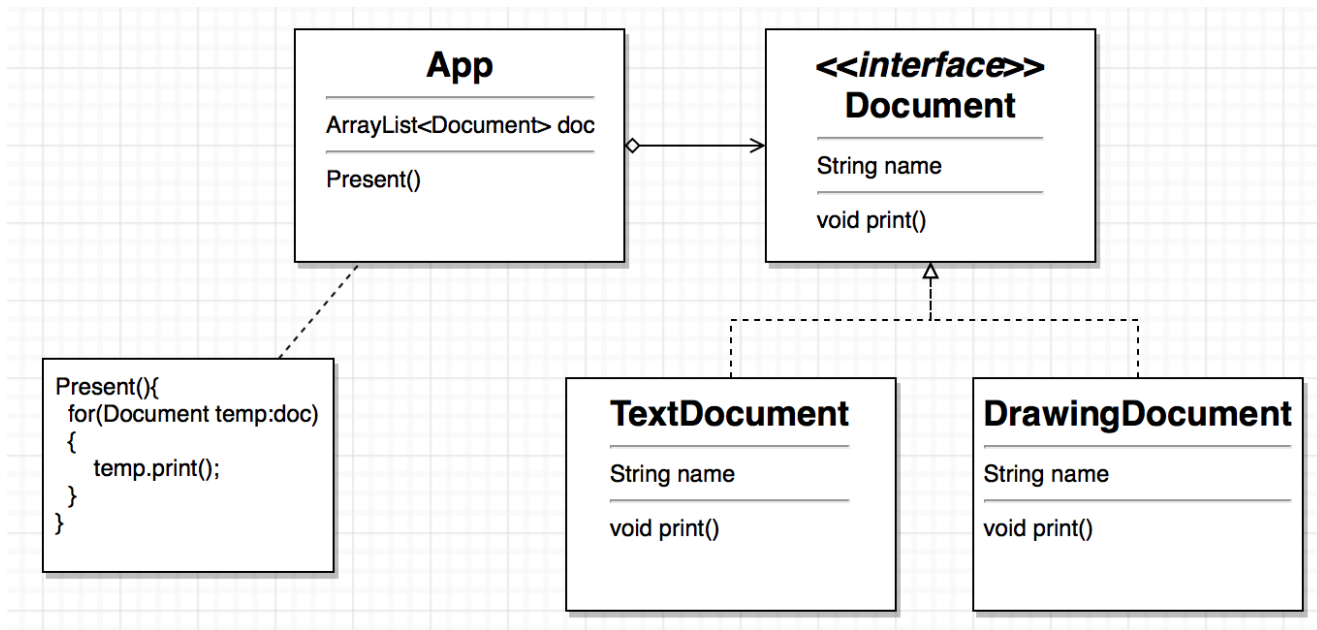 App
ArrayList<Document> doc
Present()
<<interface>>
Document
String name
void print()
Present(){
for(Document temp:doc)
{
temp.print();
}
}
TextDocument
String name
void print()
DrawingDocument
String name
void print()